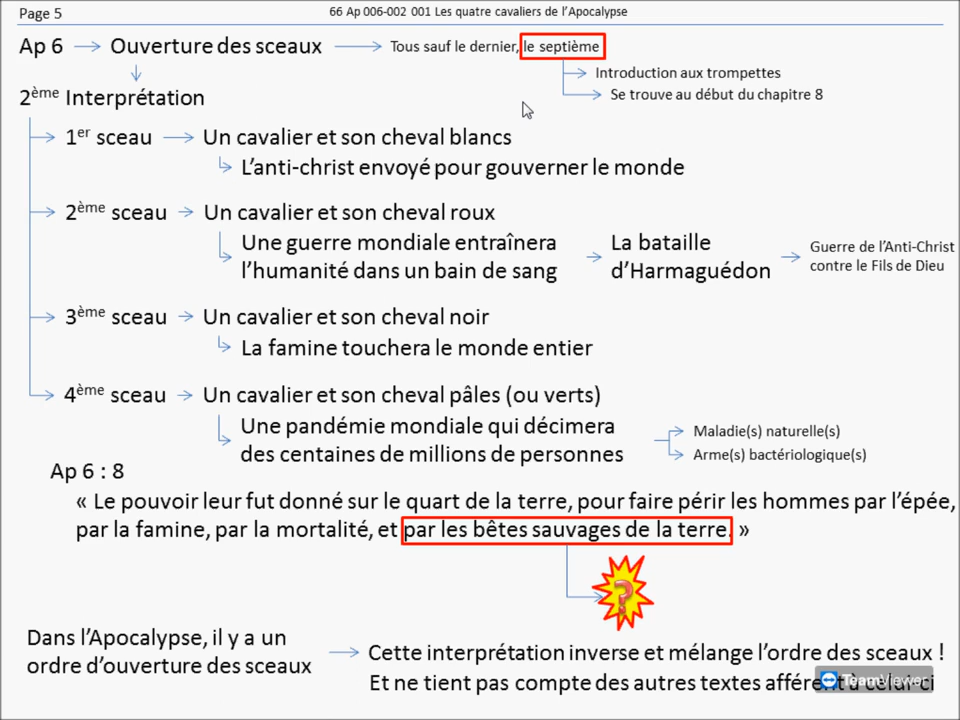 Page 5
66 Ap 006-002 001 Les quatre cavaliers de l'Apocalypse
Ap 6 Ouverture des sceaux Tous sauf le dernier, le septième
Introduction aux trompettes
Se trouve au début du chapitre 8
2ème Interprétation
1er sceau Un cavalier et son cheval blancs
L'anti-christ envoyé pour gouverner le monde
2ème sceau Un cavalier et son cheval roux
Une guerre mondiale entraînera
l'humanité dans un bain de sang
La bataille
d'Harmaguédon
Guerre de l'Anti-Christ
contre le Fils de Dieu
3ème sceau Un cavalier et son cheval noir
La famine touchera le monde entier
4ème sceau Un cavalier et son cheval pâles (ou verts)
Une pandémie mondiale qui décimera
des centaines de millions de personnes
Maladie(s) naturelle(s)
Arme(s) bactériologique(s)
Ap 6 : 8
« Le pouvoir leur fut donné sur le quart de la terre, pour faire périr les hommes par l'épée,
par la famine, par la mortalité, et par les bêtes sauvages de la terre. »
?
Dans l'Apocalypse, il y a un
ordre d'ouverture des sceaux
Cette interprétation inverse et mélange l'ordre des sceaux !
Et ne tient pas compte des autres textes afférent à celui-ci
TeamViewer